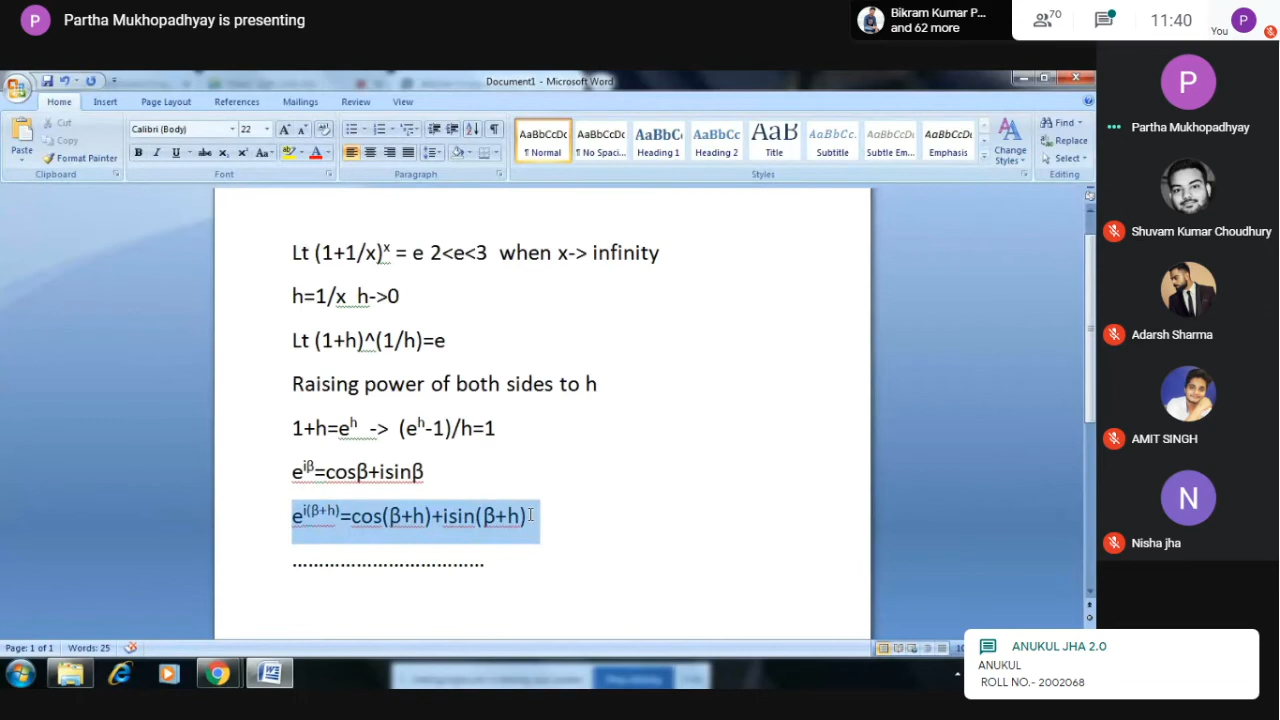 P Partha Mukhopadhyay is presenting
Bikram Kumar P...
and 62 more
70
11:40
You
P
Document1 - Microsoft Word
Home Insert Page Layout References Mailings Review View
Paste
Cut
Copy
Format Painter
Clipboard
Calibri (Body) 22
Font
Paragraph
AaBbCcDc AaBbCcDc AaBbC AaBbCc AaB AaBbCc. AaBbCcDc AaBbCcDc
¶ Normal ¶ No Spaci... Heading 1 Heading 2 Title Subtitle Subtle Em... Emphasis
Change
Styles
Styles
Find
Replace
Select
Editing
Lt (1+1/x)ˣ = e 2<e<3 when x-> infinity
h=1/x h->0
Lt (1+h)^(1/h)=e
Raising power of both sides to h
1+h=eʰ -> (eʰ-1)/h=1
e^iβ=cosβ+isinβ
e^i(β+h)=cos(β+h)+isin(β+h)
................................
Page: 1 of 1 Words: 25
P
Partha Mukhopadhyay
Shuvam Kumar Choudhury
Adarsh Sharma
AMIT SINGH
N
Nisha jha
ANUKUL JHA 2.0
ANUKUL
ROLL NO.- 2002068